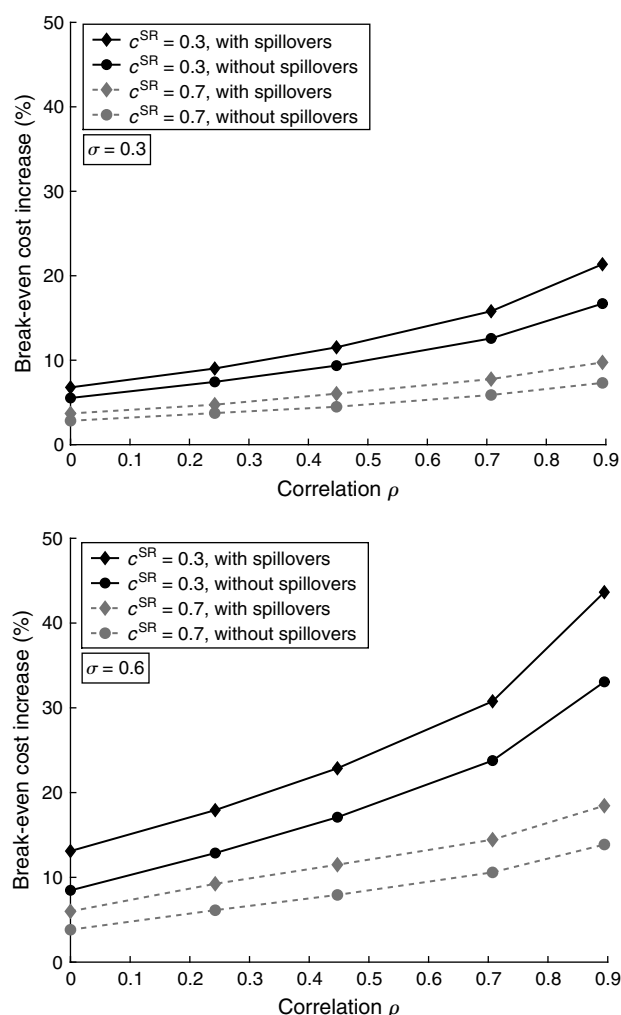 50
40
30
20
10
0
Break-even cost increase (%)
c^SR = 0.3, with spillovers
c^SR = 0.3, without spillovers
c^SR = 0.7, with spillovers
c^SR = 0.7, without spillovers
σ = 0.3
0 0.1 0.2 0.3 0.4 0.5 0.6 0.7 0.8 0.9
Correlation ρ
50
40
30
20
10
0
Break-even cost increase (%)
c^SR = 0.3, with spillovers
c^SR = 0.3, without spillovers
c^SR = 0.7, with spillovers
c^SR = 0.7, without spillovers
σ = 0.6
0 0.1 0.2 0.3 0.4 0.5 0.6 0.7 0.8 0.9
Correlation ρ